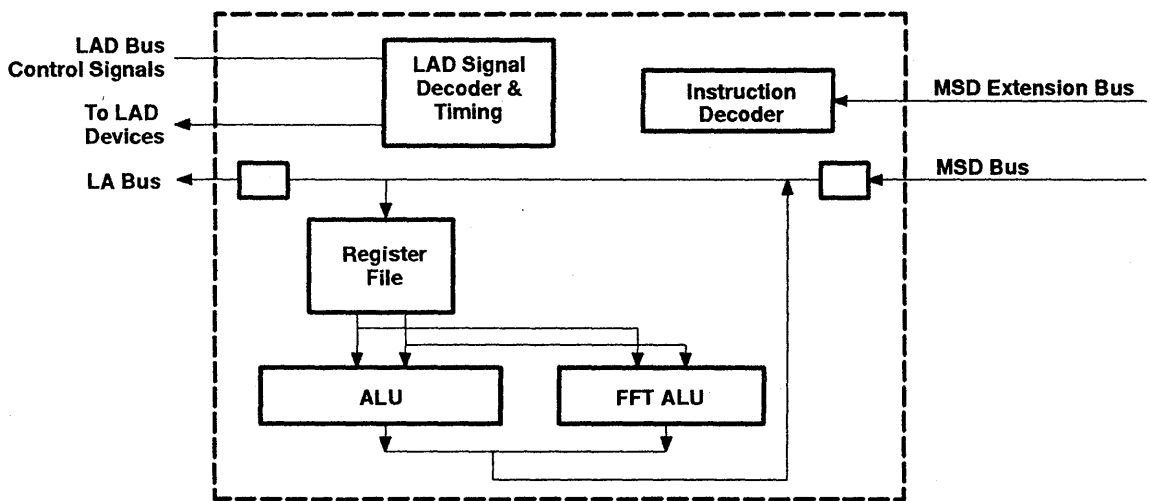 LAD Bus
Control Signals
To LAD
Devices
LA Bus
LAD Signal
Decoder &
Timing
Instruction
Decoder
MSD Extension Bus
MSD Bus
Register
File
ALU
FFT ALU